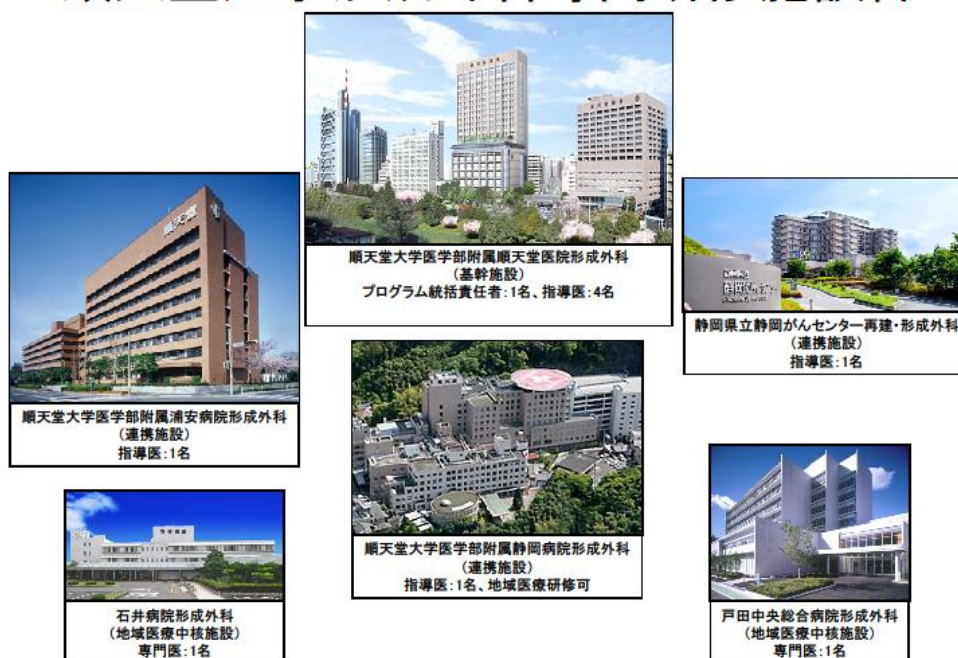 順天堂大学医学部附属順天堂医院形成外科
(基幹施設)
プログラム統括責任者:1名、指導医:4名
順天堂
順天堂大学医学部附属浦安病院形成外科
(連携施設)
指導医:1名
静岡県立静岡がんセンター再建・形成外科
(連携施設)
指導医:1名
順天堂大学医学部附属静岡病院形成外科
(連携施設)
指導医:1名、地域医療研修可
石井病院形成外科
(地域医療中核施設)
専門医:1名
戸田中央総合病院形成外科
(地域医療中核施設)
専門医:1名